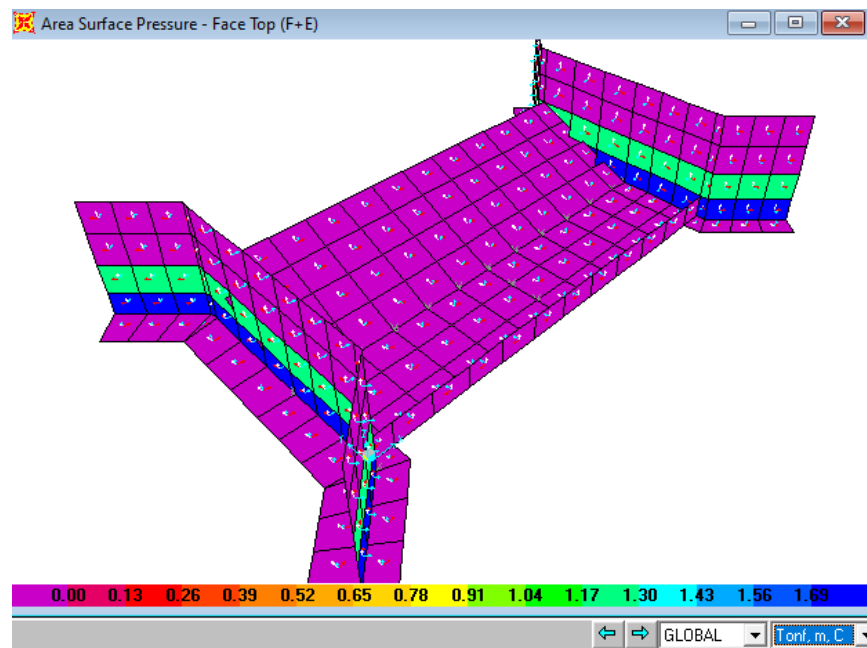 Area Surface Pressure - Face Top (F+E)
0.00 0.13 0.26 0.39 0.52 0.65 0.78 0.91 1.04 1.17 1.30 1.43 1.56 1.69
GLOBAL Tonf, m, C